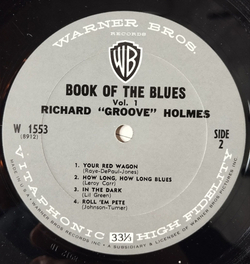 WARNER BROS.
RECORDS
WB
BOOK OF THE BLUES
Vol. 1
RICHARD "GROOVE" HOLMES
W 1553
(B912)
SIDE
2
1. YOUR RED WAGON
(Raye-DePaul-Jones)
2. HOW LONG, HOW LONG BLUES
(Leroy Carr)
3. IN THE DARK
(Lil Green)
4. ROLL 'EM PETE
(Johnson-Turner)
33⅓
VITAPHONIC HIGH FIDELITY